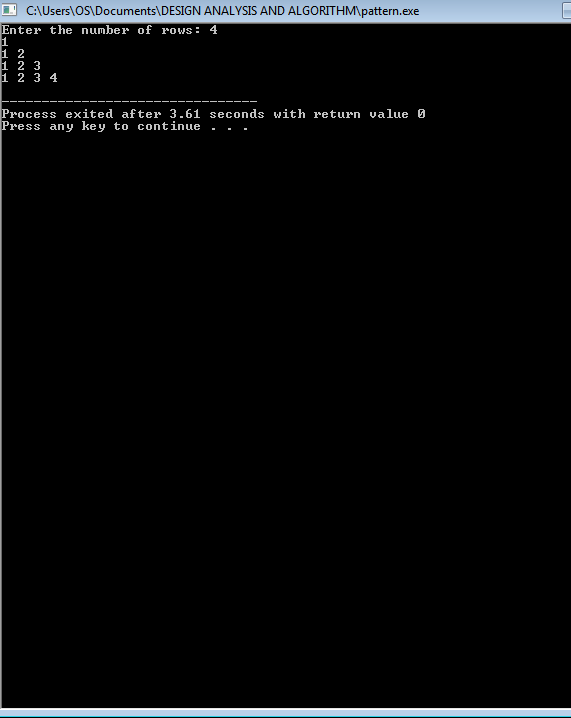 C:\Users\OS\Documents\DESIGN ANALYSIS AND ALGORITHM\pattern.exe
Enter the number of rows: 4
1
1 2
1 2 3
1 2 3 4
--------------------------------
Process exited after 3.61 seconds with return value 0
Press any key to continue . . .